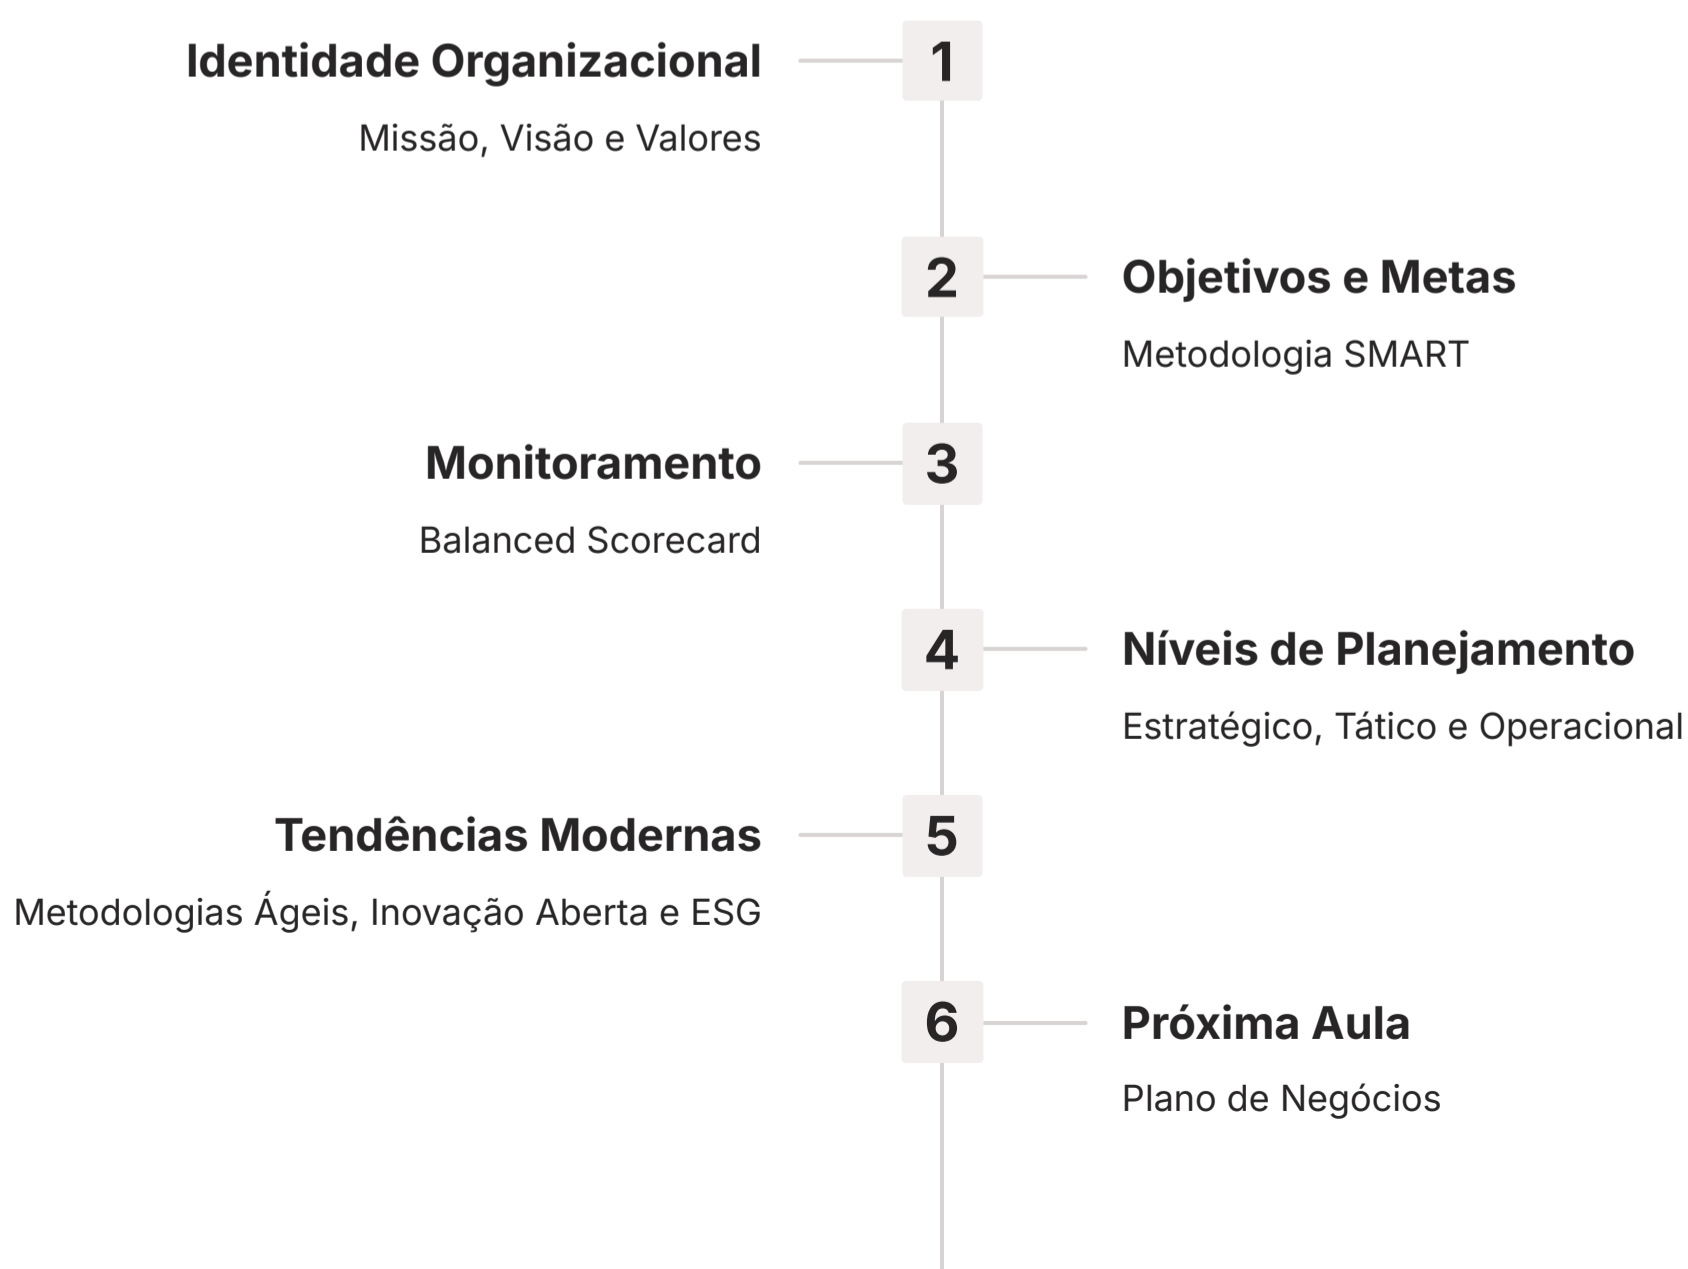 1
Identidade Organizacional
Missão, Visão e Valores
2
Objetivos e Metas
Metodologia SMART
3
Monitoramento
Balanced Scorecard
4
Níveis de Planejamento
Estratégico, Tático e Operacional
5
Tendências Modernas
Metodologias Ágeis, Inovação Aberta e ESG
6
Próxima Aula
Plano de Negócios